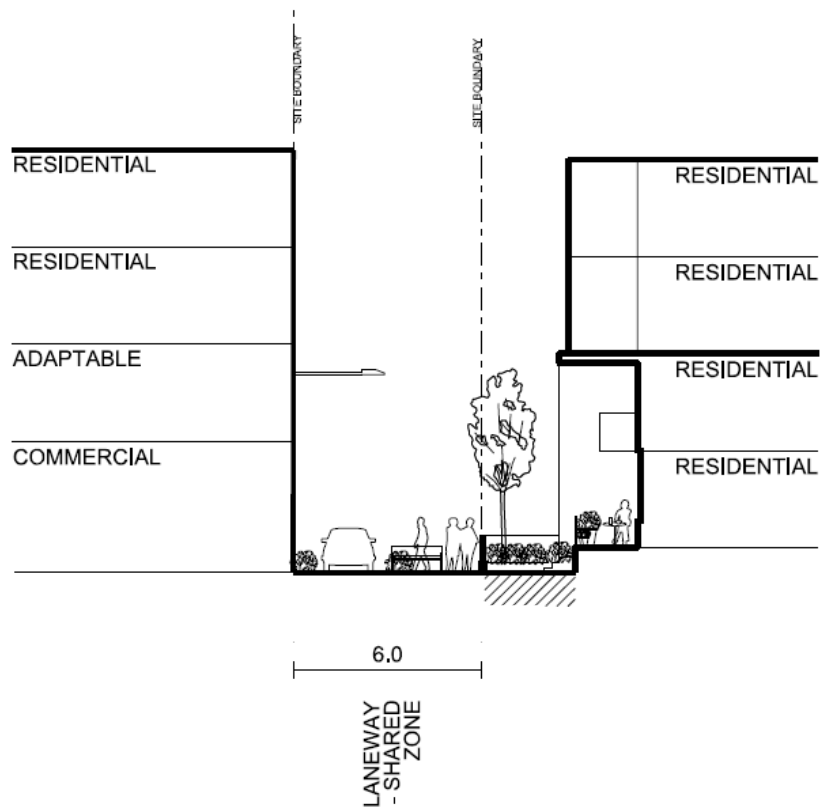 SITE BOUNDARY
SITE BOUNDARY
RESIDENTIAL
RESIDENTIAL
ADAPTABLE
COMMERCIAL
RESIDENTIAL
RESIDENTIAL
RESIDENTIAL
RESIDENTIAL
6.0
LANEWAY
- SHARED
ZONE